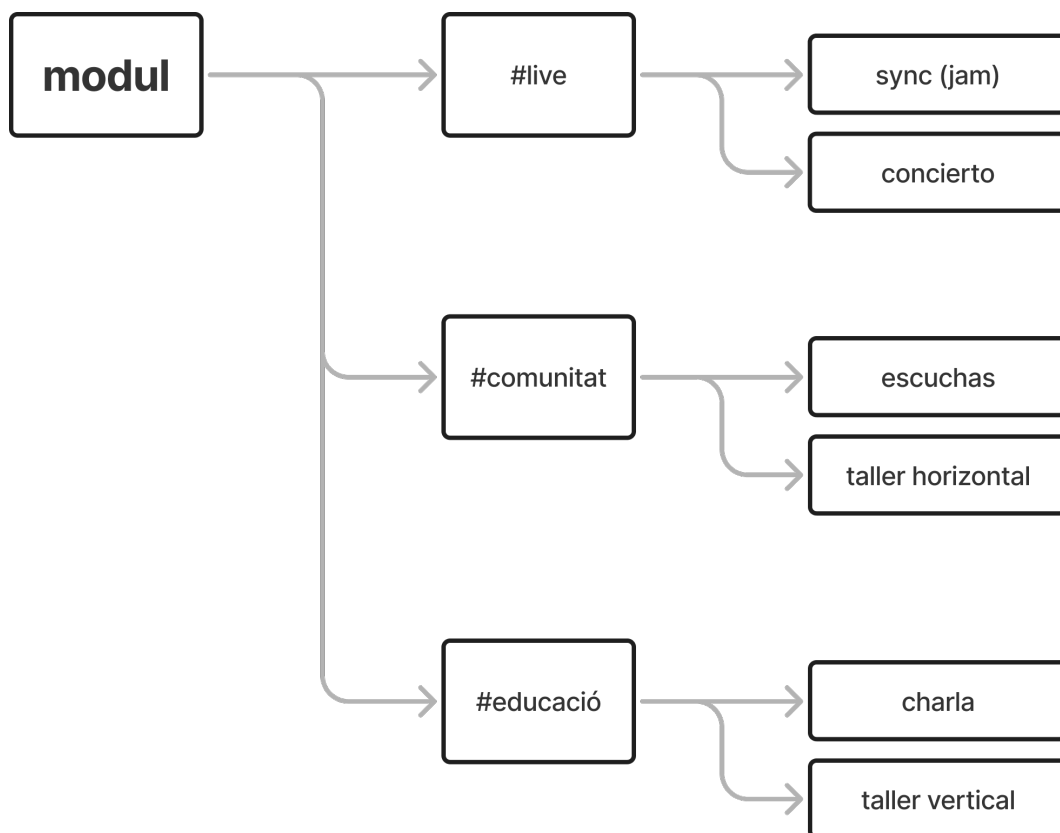 modul
#live
sync (jam)
concierto
#comunitat
escuchas
taller horizontal
#educació
charla
taller vertical